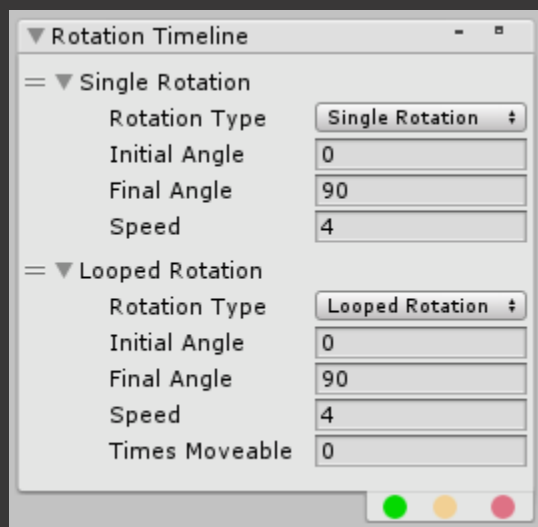 Rotation Timeline
Single Rotation
Rotation Type Single Rotation
Initial Angle 0
Final Angle 90
Speed 4
Looped Rotation
Rotation Type Looped Rotation
Initial Angle 0
Final Angle 90
Speed 4
Times Moveable 0